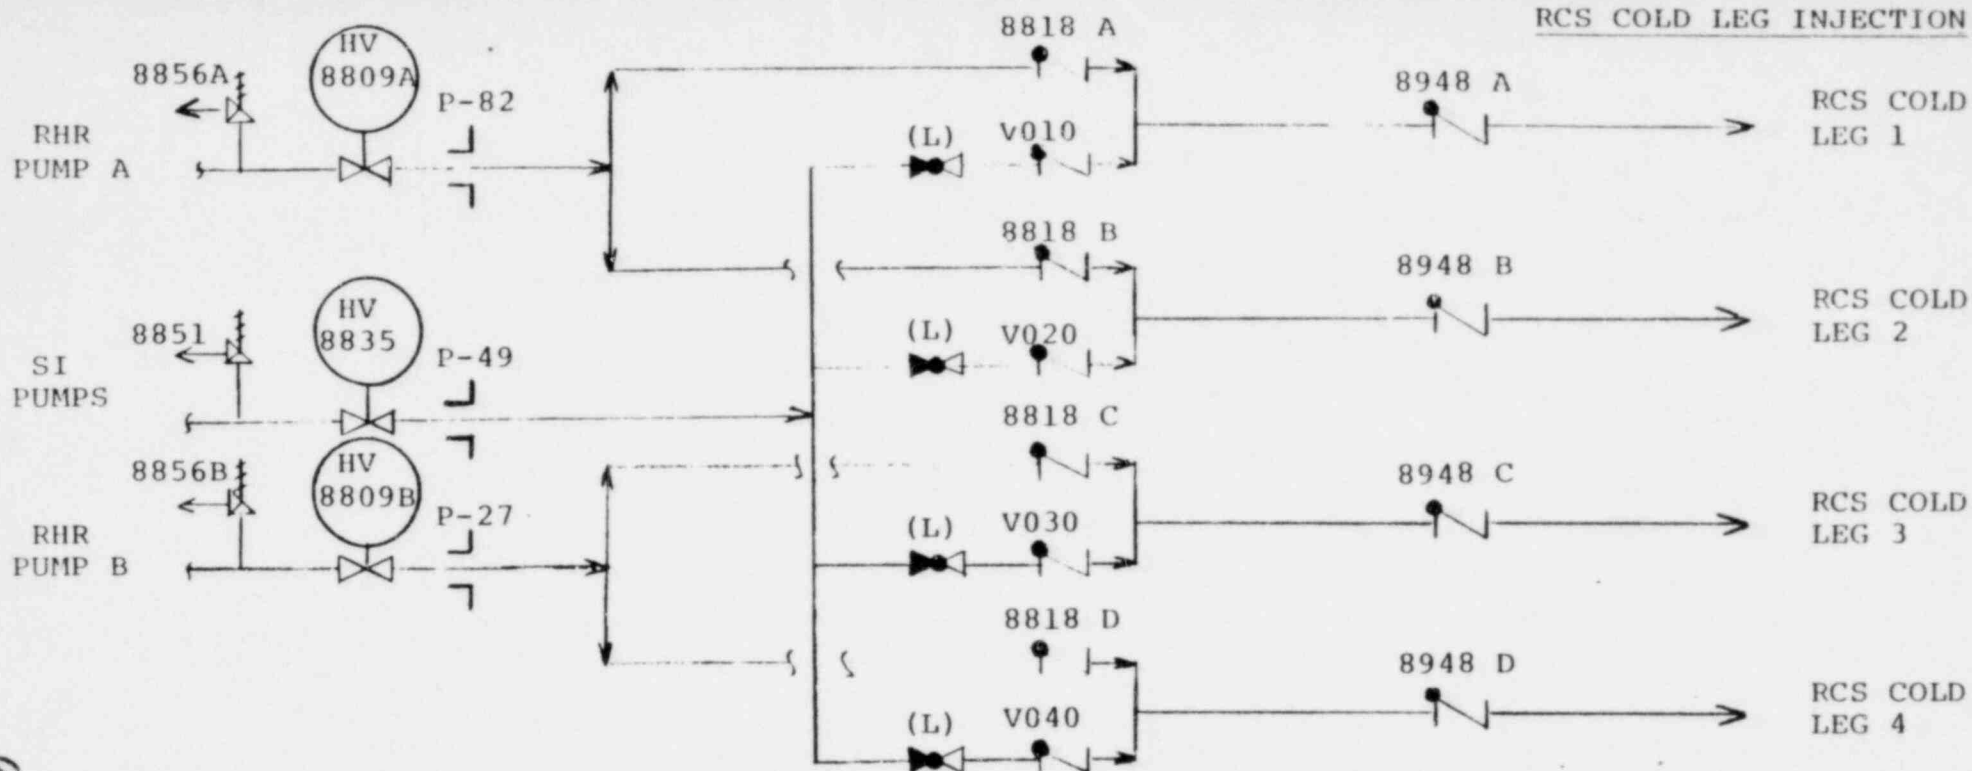 RCS COLD LEG INJECTION
8818 A
HV
8809A
8856A
P-82
RHR
PUMP A
(L)
V010
8948 A
RCS COLD
LEG 1
8818 B
8948 B
(L)
V020
RCS COLD
LEG 2
HV
8835
8851
P-49
SI
PUMPS
8818 C
8948 C
(L)
V030
RCS COLD
LEG 3
HV
8809B
8856B
P-27
RHR
PUMP B
8818 D
8948 D
(L)
V040
RCS COLD
LEG 4